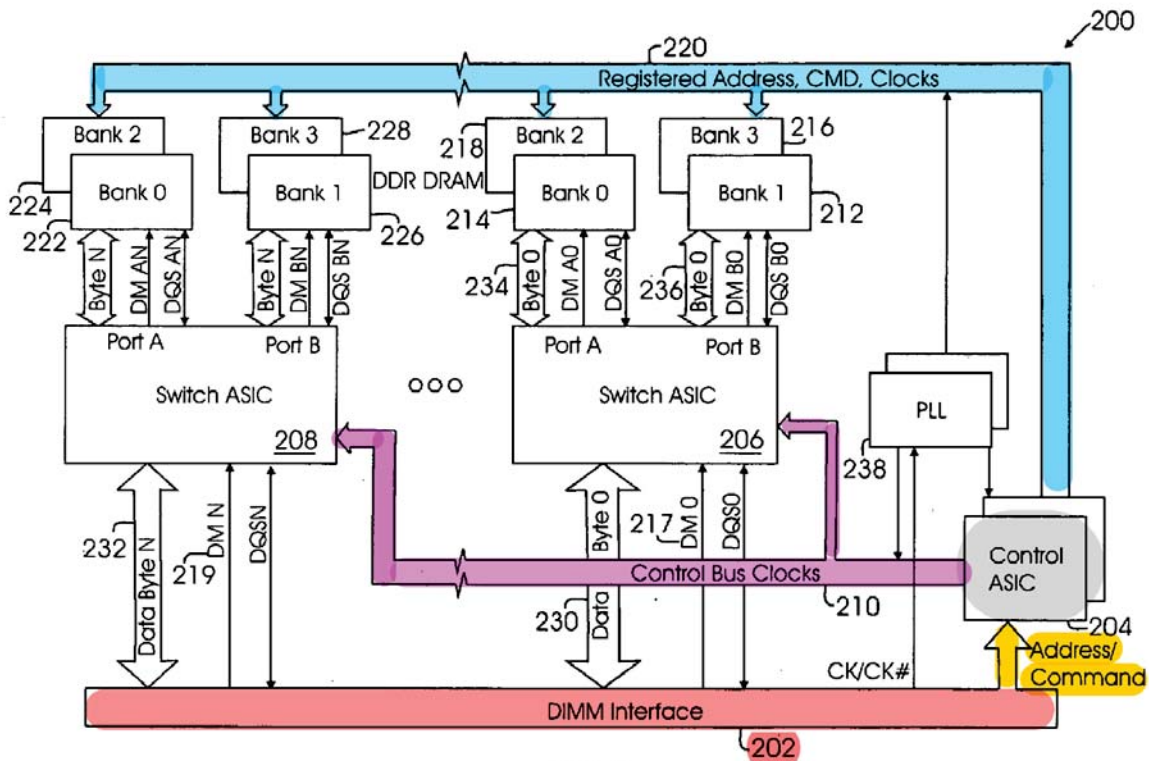 200
220
Registered Address, CMD, Clocks
Bank 2
Bank 3
228
218
Bank 2
Bank 3
216
Bank 0
Bank 1
DDR DRAM
Bank 0
Bank 1
224
222
226
214
212
Byte N
DM AN
DQS AN
Byte N
DM BN
DQS BN
234
Byte 0
DM A0
DQS A0
236
Byte 0
DM B0
DQS B0
Port A
Port B
Switch ASIC
208
Port A
Port B
Switch ASIC
206
PLL
238
232
Data Byte N
219
DM N
DQSN
230
Data Byte 0
217
DM 0
DQS0
Control Bus Clocks
210
Control
ASIC
204
CK/CK#
Address/
Command
DIMM Interface
202